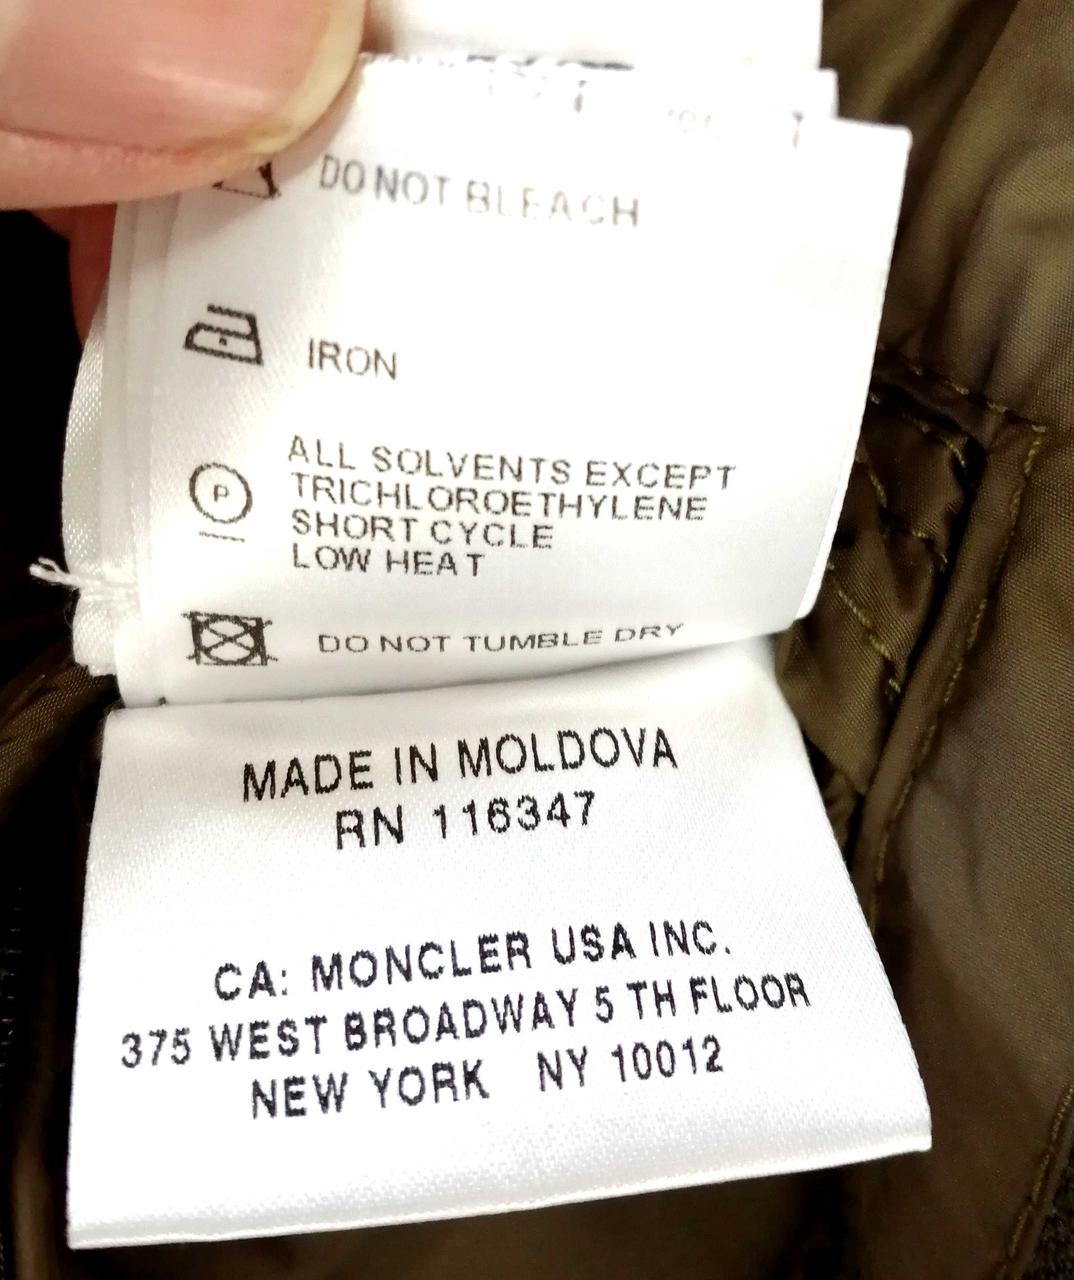 DO NOT BLEACH
IRON
ALL SOLVENTS EXCEPT
TRICHLOROETHYLENE
SHORT CYCLE
LOW HEAT
P
DO NOT TUMBLE DRY
MADE IN MOLDOVA
RN 116347
CA: MONCLER USA INC.
375 WEST BROADWAY 5 TH FLOOR
NEW YORK NY 10012